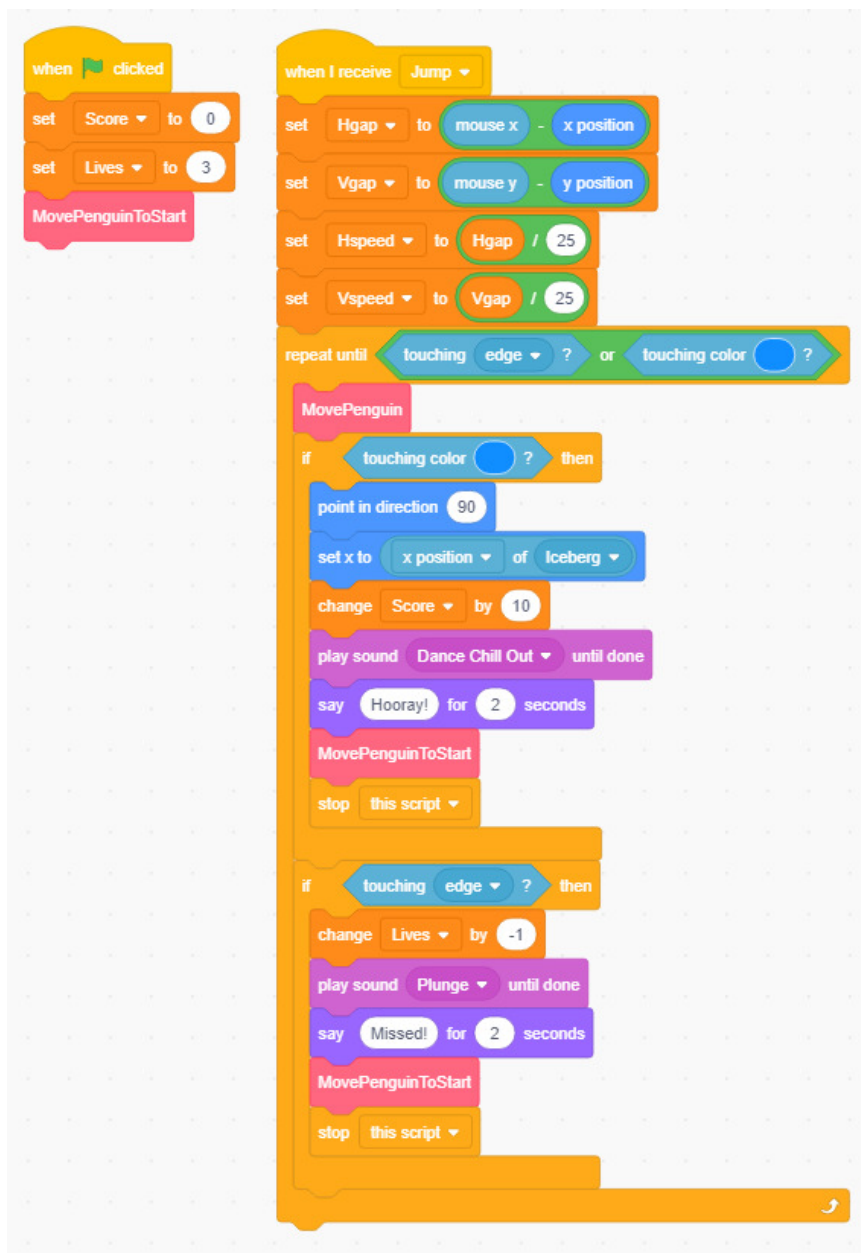 when clicked
set Score to 0
set Lives to 3
MovePenguinToStart
when I receive Jump
set Hgap to mouse x - x position
set Vgap to mouse y - y position
set Hspeed to Hgap / 25
set Vspeed to Vgap / 25
repeat until touching edge ? or touching color ?
MovePenguin
if touching color ? then
point in direction 90
set x to x position of Iceberg
change Score by 10
play sound Dance Chill Out until done
say Hooray! for 2 seconds
MovePenguinToStart
stop this script
if touching edge ? then
change Lives by -1
play sound Plunge until done
say Missed! for 2 seconds
MovePenguinToStart
stop this script